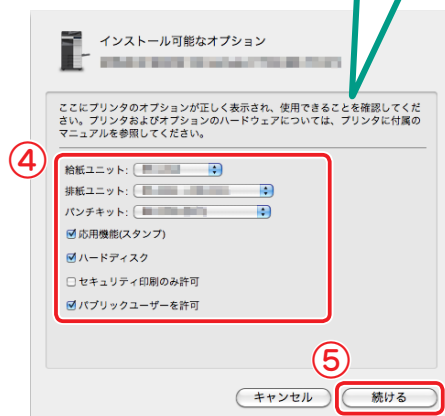 インストール可能なオプション
ここにプリンタのオプションが正しく表示され、使用できることを確認してくだ
さい。プリンタおよびオプションのハードウェアについては、プリンタに付属の
マニュアルを参照してください。
④
給紙ユニット:
排紙ユニット:
パンチキット:
応用機能(スタンプ)
ハードディスク
セキュリティ印刷のみ許可
パブリックユーザーを許可
⑤
キャンセル 続ける